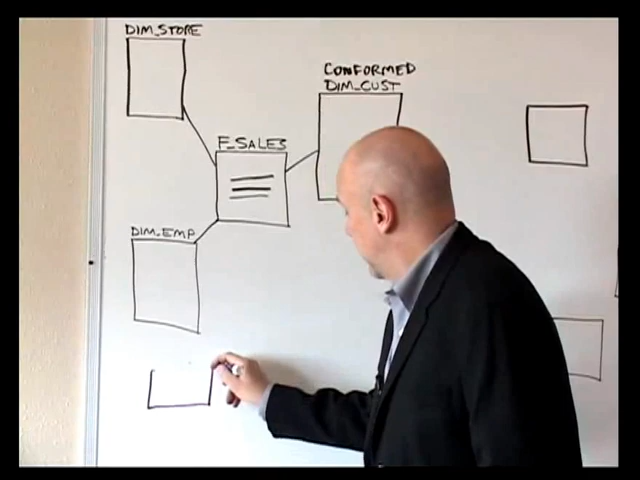 DIM_STORE
CONFORMED
DIM_CUST
F_SALES
DIM_EMP